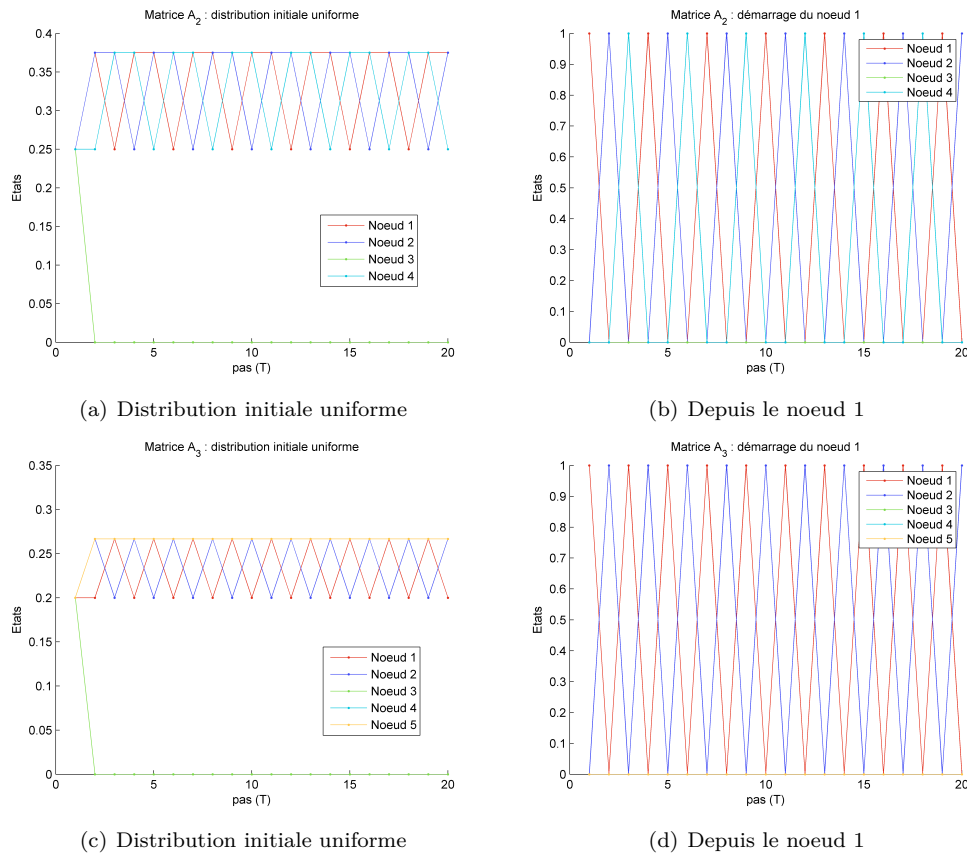 Matrice A2 : distribution initiale uniforme
0.4
0.35
0.3
0.25
0.2
0.15
0.1
0.05
0
Etats
Noeud 1
Noeud 2
Noeud 3
Noeud 4
0 5 10 15 20
pas (T)
(a) Distribution initiale uniforme
Matrice A2 : démarrage du noeud 1
1
0.9
0.8
0.7
0.6
0.5
0.4
0.3
0.2
0.1
0
Etats
Noeud 1
Noeud 2
Noeud 3
Noeud 4
0 5 10 15 20
pas (T)
(b) Depuis le noeud 1
Matrice A3 : distribution initiale uniforme
0.35
0.3
0.25
0.2
0.15
0.1
0.05
0
Etats
Noeud 1
Noeud 2
Noeud 3
Noeud 4
Noeud 5
0 5 10 15 20
pas (T)
(c) Distribution initiale uniforme
Matrice A3 : démarrage du noeud 1
1
0.9
0.8
0.7
0.6
0.5
0.4
0.3
0.2
0.1
0
Etats
Noeud 1
Noeud 2
Noeud 3
Noeud 4
Noeud 5
0 5 10 15 20
pas (T)
(d) Depuis le noeud 1